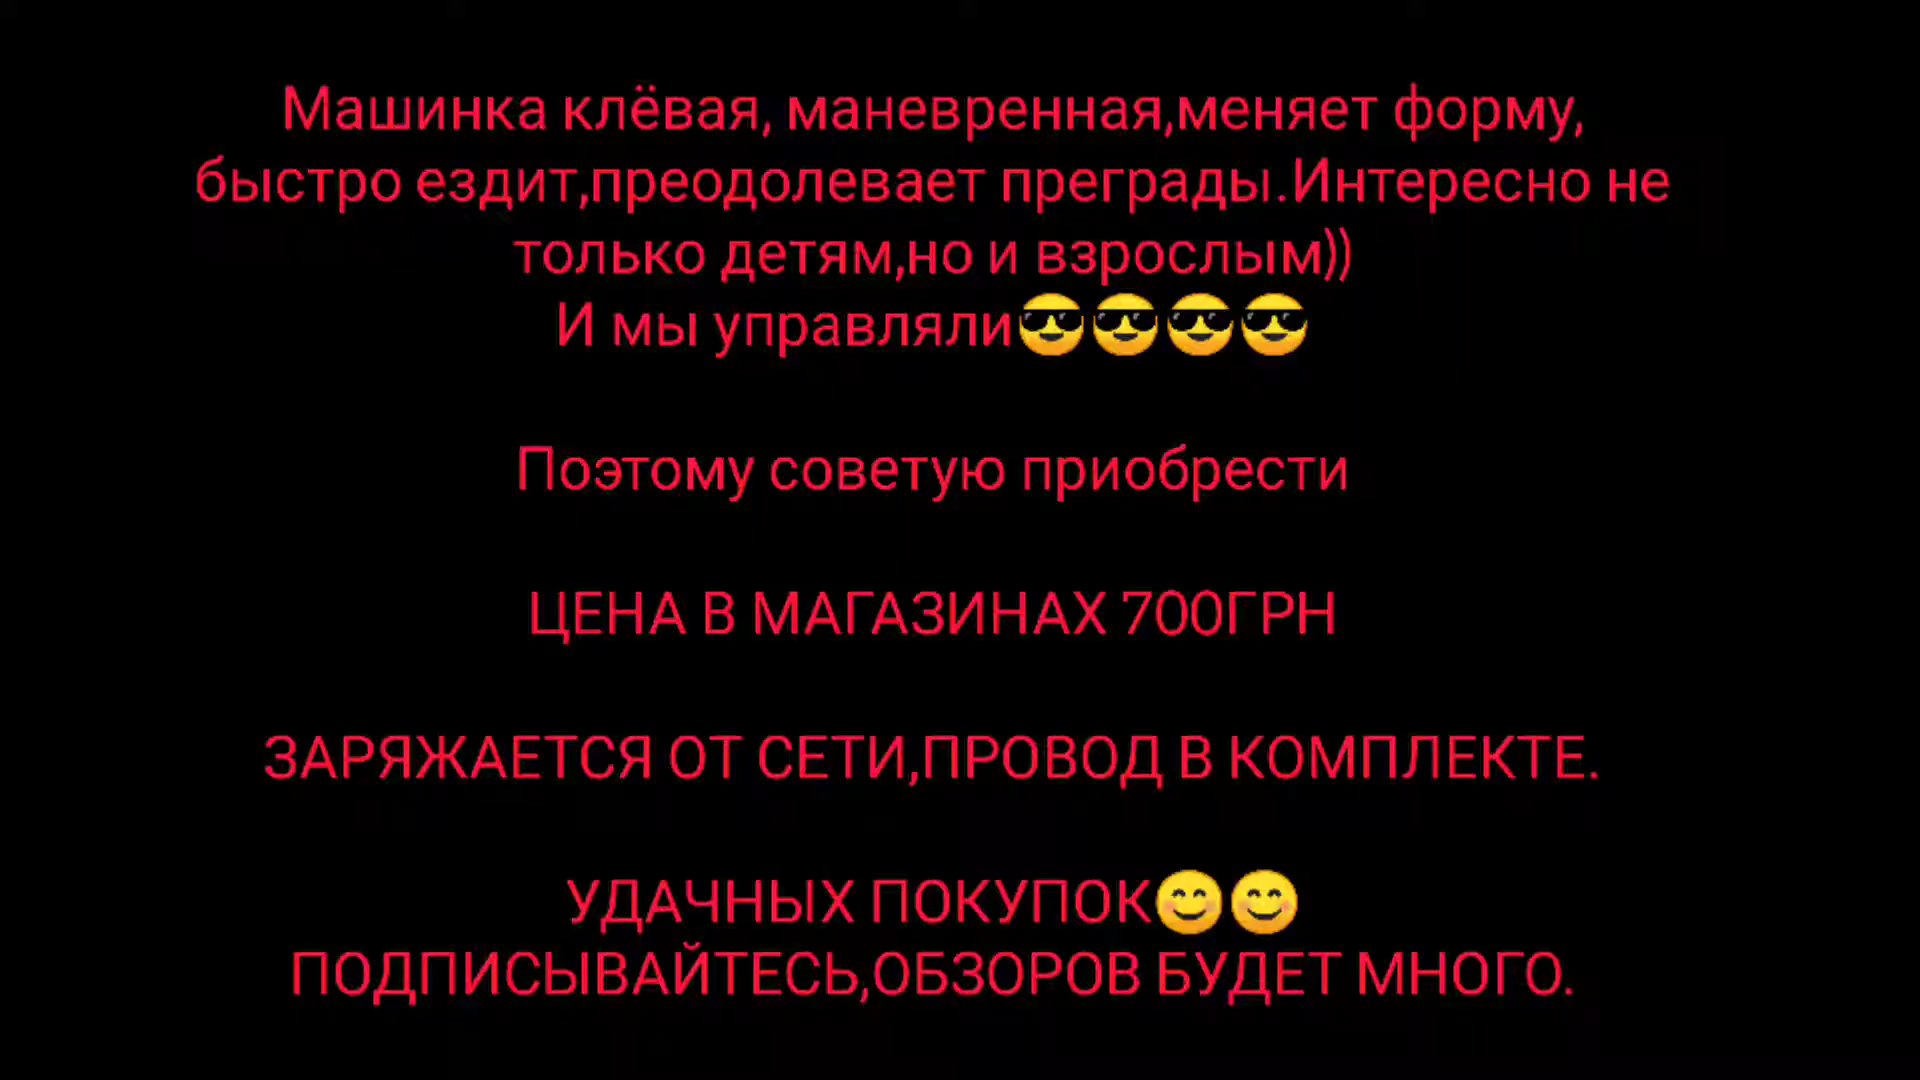 Машинка клёвая, маневренная,меняет форму,
быстро ездит,преодолевает преграды.Интересно не
только детям,но и взрослым))
И мы управляли😎😎😎😎
Поэтому советую приобрести
ЦЕНА В МАГАЗИНАХ 700ГРН
ЗАРЯЖАЕТСЯ ОТ СЕТИ,ПРОВОД В КОМПЛЕКТЕ.
УДАЧНЫХ ПОКУПОК😊😊
ПОДПИСЫВАЙТЕСЬ,ОБЗОРОВ БУДЕТ МНОГО.